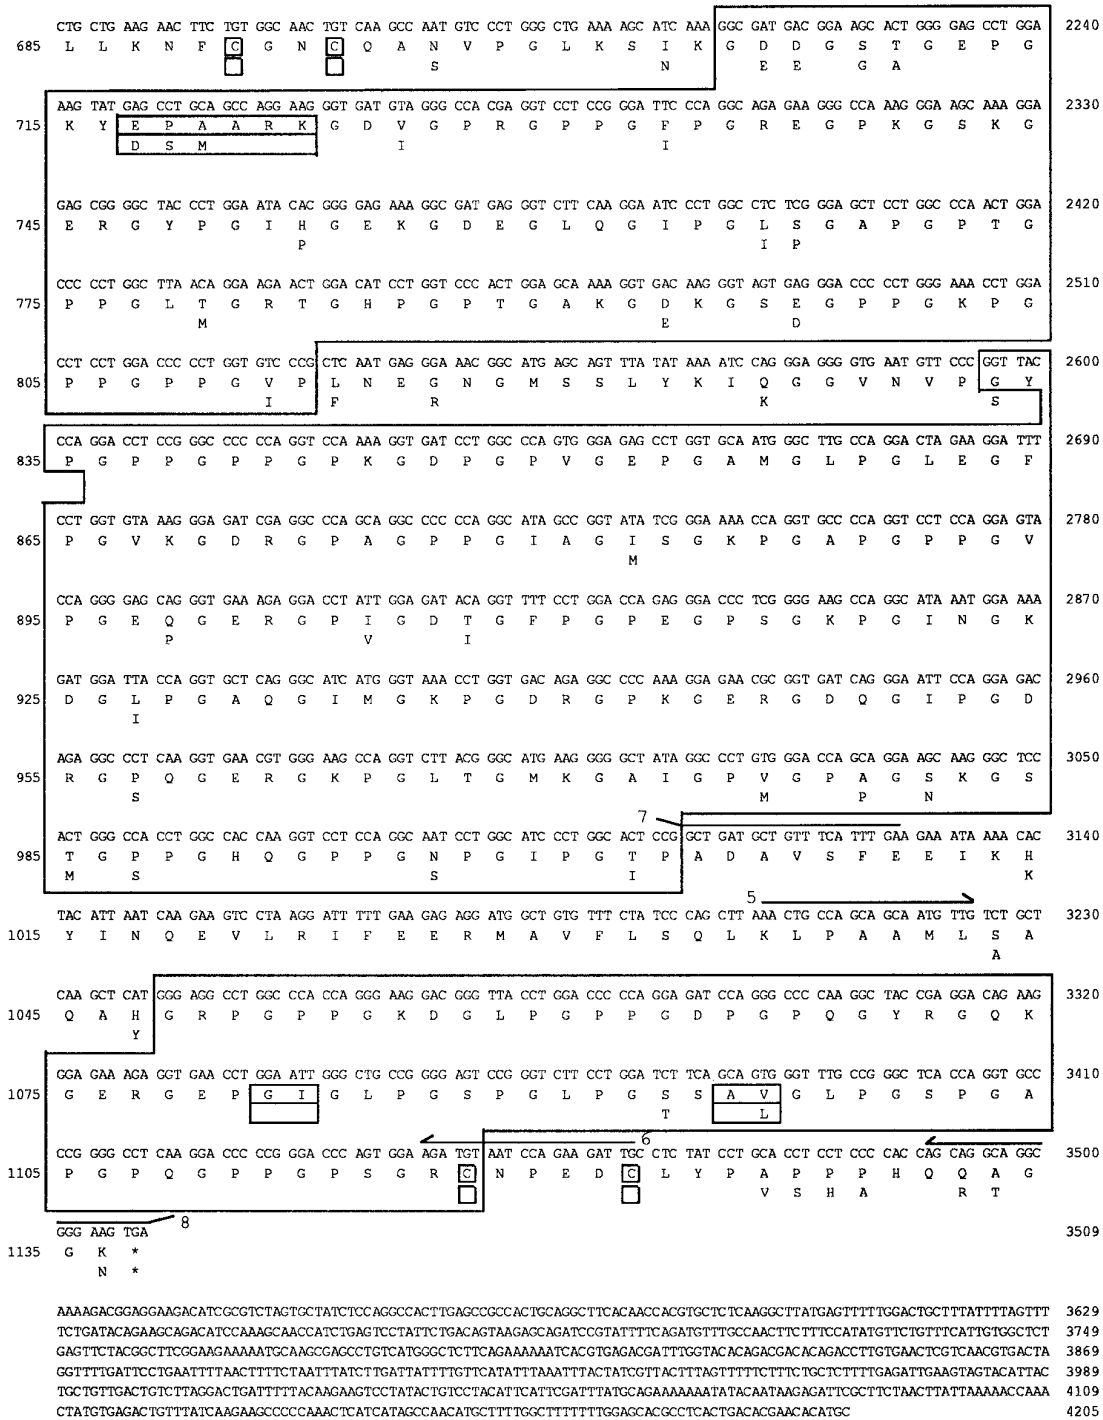 CTG CTG AAG AAC TTC TGT GGC AAC TGT CAA GCC AAT GTC CCT GGG CTG AAA AGC ATC AAA GGC GAT GAC GGA AGC ACT GGG GAG CCT GGA 2240
685 L L K N F C G N C Q A N V P G L K S I K G D D G S T G E P G
S N E E G A
AAG TAT GAG CCT GCA GCC AGG AAG GGT GAT GTA GGG CCA CGA GGT CCT CCG GGA TTC CCA GGC AGA GAA GGG CCA AAG GGA AGC AAA GGA 2330
715 K Y E P A A R K G D V G P R G P P G F P G R E G P K G S K G
D S M I I
GAG CGG GGC TAC CCT GGA ATA CAC GGG GAG AAA GGC GAT GAG GGT CTT CAA GGA ATC CCT GGC CTC TCG GGA GCT CCT GGC CCA ACT GGA 2420
745 E R G Y P G I H G E K G D E G L Q G I P G L S G A P G P T G
P I P
CCC CCT GGC TTA ACA GGA AGA ACT GGA CAT CCT GGT CCC ACT GGA GCA AAA GGT GAC AAG GGT AGT GAG GGA CCC CCT GGG AAA CCT GGA 2510
775 P P G L T G R T G H P G P T G A K G D K G S E G P P G K P G
M E D
CCT CCT GGA CCC CCT GGT GTC CCG CTC AAT GAG GGA AAC GGC ATG AGC AGT TTA TAT AAA ATC CAG GGA GGG GTG AAT GTT CCC GGT TAC 2600
805 P P G P P G V P L N E G N G M S S L Y K I Q G G V N V P G Y
I F R K S
CCA GGA CCT CCG GGC CCC CCA GGT CCA AAA GGT GAT CCT GGC CCA GTG GGA GAG CCT GGT GCA ATG GGC TTG CCA GGA CTA GAA GGA TTT 2690
835 P G P P G P P G P K G D P G P V G E P G A M G L P G L E G F
CCT GGT GTA AAG GGA GAT CGA GGC CCA GCA GGC CCC CCA GGC ATA GCC GGT ATA TCG GGA AAA CCA GGT GCC CCA GGT CCT CCA GGA GTA 2780
865 P G V K G D R G P A G P P G I A G I S G K P G A P G P P G V
M
CCA GGG GAG CAG GGT GAA AGA GGA CCT ATT GGA GAT ACA GGT TTT CCT GGA CCA GAG GGA CCC TCG GGG AAG CCA GGC ATA AAT GGA AAA 2870
895 P G E Q G E R G P I G D T G F P G P E G P S G K P G I N G K
P V I
GAT GGA TTA CCA GGT GCT CAG GGC ATC ATG GGT AAA CCT GGT GAC AGA GGC CCC AAA GGA GAA CGC GGT GAT CAG GGA ATT CCA GGA GAC 2960
925 D G L P G A Q G I M G K P G D R G P K G E R G D Q G I P G D
I
AGA GGC CCT CAA GGT GAA CGT GGG AAG CCA GGT CTT ACG GGC ATG AAG GGG GCT ATA GGC CCT GTG GGA CCA GCA GGA AGC AAG GGC TCC 3050
955 R G P Q G E R G K P G L T G M K G A I G P V G P A G S K G S
S M P N
7
ACT GGG CCA CCT GGC CAC CAA GGT CCT CCA GGC AAT CCT GGC ATC CCT GGC ACT CCG GCT GAT GCT GTT TCA TTT GAA GAA ATA AAA CAC 3140
985 T G P P G H Q G P P G N P G I P G T P A D A V S F E E I K H
M S S I K
5
TAC ATT AAT CAA GAA GTC CTA AGG ATT TTT GAA GAG AGG ATG GCT GTG TTT CTA TCC CAG CTT AAA CTG CCA GCA GCA ATG TTG TCT GCT 3230
1015 Y I N Q E V L R I F E E R M A V F L S Q L K L P A A M L S A
A
CAA GCT CAT GGG AGG CCT GGC CCA CCA GGG AAG GAC GGG TTA CCT GGA CCC CCA GGA GAT CCA GGG CCC CAA GGC TAC CGA GGA CAG AAG 3320
1045 Q A H G R P G P P G K D G L P G P P G D P G P Q G Y R G Q K
Y
GGA GAA AGA GGT GAA CCT GGA ATT GGG CTG CCG GGG AGT CCG GGT CTT CCT GGA TCT TCA GCA GTG GGT TTG CCG GGC TCA CCA GGT GCC 3410
1075 G E R G E P G I G L P G S P G L P G S S A V G L P G S P G A
T L
6
CCG GGG CCT CAA GGA CCC CCG GGA CCC AGT GGA AGA TGT AAT CCA GAA GAT TGC CTC TAT CCT GCA CCT CCT CCC CAC CAG CAG GCA GGC 3500
1105 P G P Q G P P G P S G R C N P E D C L Y P A P P P H Q Q A G
V S H A R T
8
GGG AAG TGA 3509
1135 G K *
N *
AAAAGACGGAGGAAGACATCGCGTCTAGTGCTATCTCCAGGCCACTTGAGCCGCCACTGCAGGCTTCACAACCACGTGCTCTCAAGGCTTATGAGTTTTTGGACTGCTTTATTTTAGTTT 3629
TCTGATACAGAAGCAGACATCCAAAGCAACCATCTGAGTCCTATTCTGACAGTAAGAGCAGATCCGTATTTTCAGATGTTTGCCAACTTCTTTCCATATGTTCTGTTTCATTGTGGCTCT 3749
GAGTTCTACGGCTTCGGAAGAAAAATGCAAGCGAGCCTGTCATGGGCTCTTCAGAAAAAATCACGTGAGACGATTTGGTACACAGACGACACAGACCTTGTGAACTCGTCAACGTGACTA 3869
GGTTTTGATTCCTGAATTTTAACTTTTCTAATTTATCTTGATTATTTTGTTCATATTTAAATTTACTATCGTTACTTTAGTTTTTCTTTCTGCTCTTTTGAGATTGAAGTAGTACATTAC 3989
TGCTGTTGACTGTCTTAGGACTGATTTTTACAAGAAGTCCTATACTGTCCTACATTCATTCGATTTATGCAGAAAAAAATATACAATAAGAGATTCGCTTCTAACTTATTAAAAACCAAA 4109
CTATGTGAGACTGTTTATCAAGAAGCCCCCAAACTCATCATAGCCAACATGCTTTTGGCTTTTTTTGGAGCACGCCTCACTGACACGAACACATGC 4205